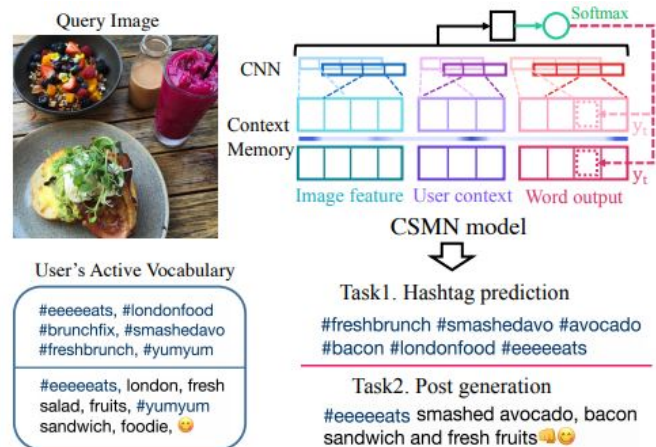 Query Image
Softmax
CNN
Context
Memory
y_t
y_t
Image feature User context Word output
CSMN model
User's Active Vocabulary
#eeeeeats, #londonfood
#brunchfix, #smashedavo
#freshbrunch, #yumyum
#eeeeeats, london, fresh
salad, fruits, #yumyum
sandwich, foodie, 😋
Task1. Hashtag prediction
#freshbrunch #smashedavo #avocado
#bacon #londonfood #eeeeeats
Task2. Post generation
#eeeeeats smashed avocado, bacon
sandwich and fresh fruits👊😋